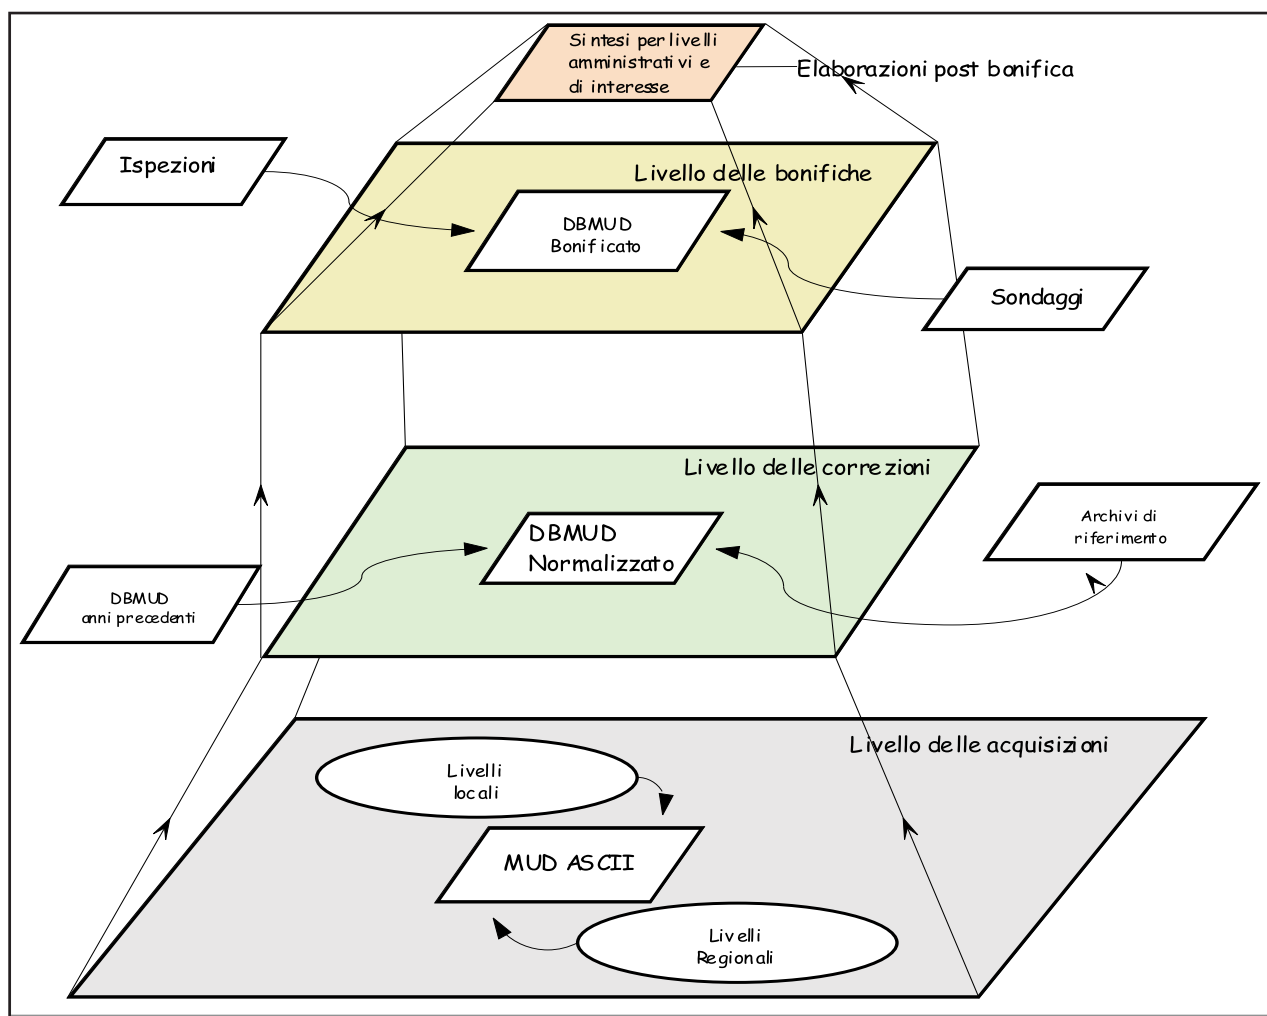 Sintesi per livelli
amministrativi e
di interesse
Elaborazioni post bonifica
Ispezioni
Livello delle bonifiche
DBMUD
Bonificato
Sondaggi
Livello delle correzioni
DBMUD
Normalizzato
Archivi di
riferimento
DBMUD
anni precedenti
Livello delle acquisizioni
Livelli
locali
MUD ASCII
Livelli
Regionali